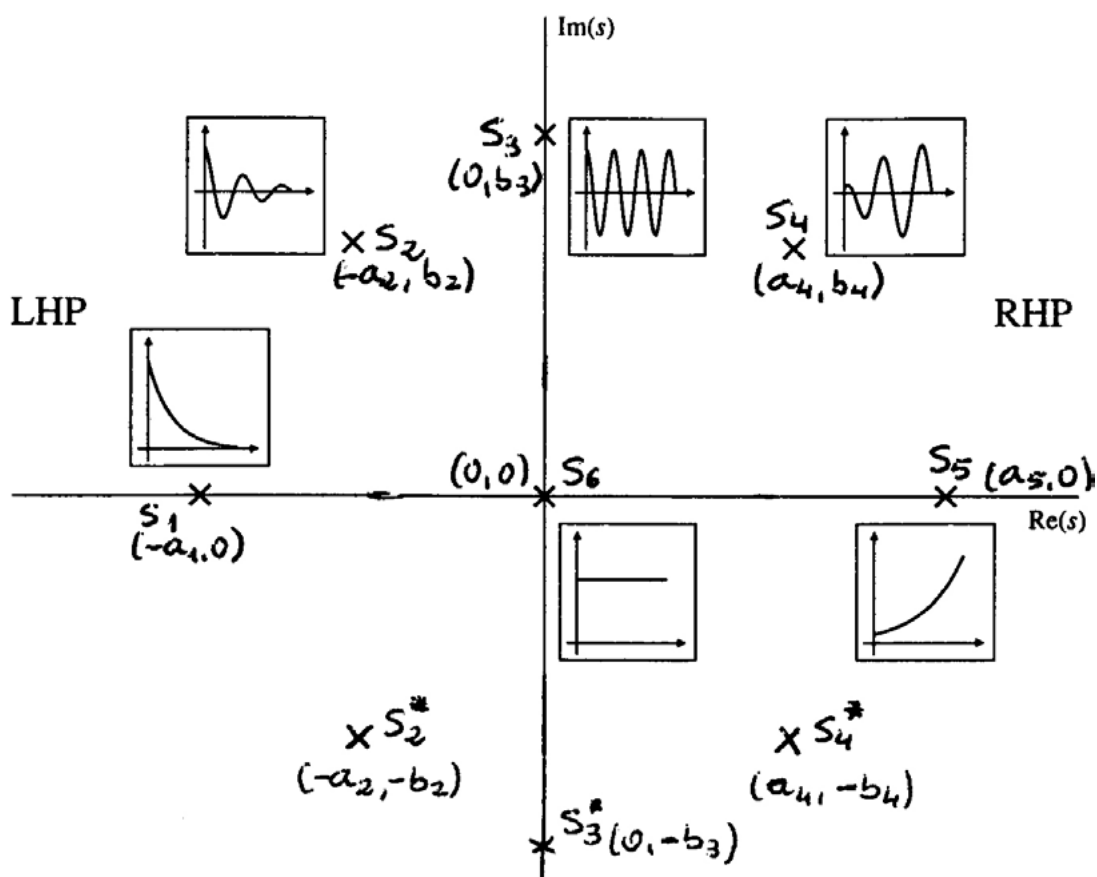 Im(s)
S3
(0, b3)
S4
(a4, b4)
S2
(-a2, b2)
LHP
RHP
(0,0) S6
S5 (a5,0)
Re(s)
S1
(-a1,0)
S2*
(-a2,-b2)
S4*
(a4, -b4)
S3* (0,-b3)